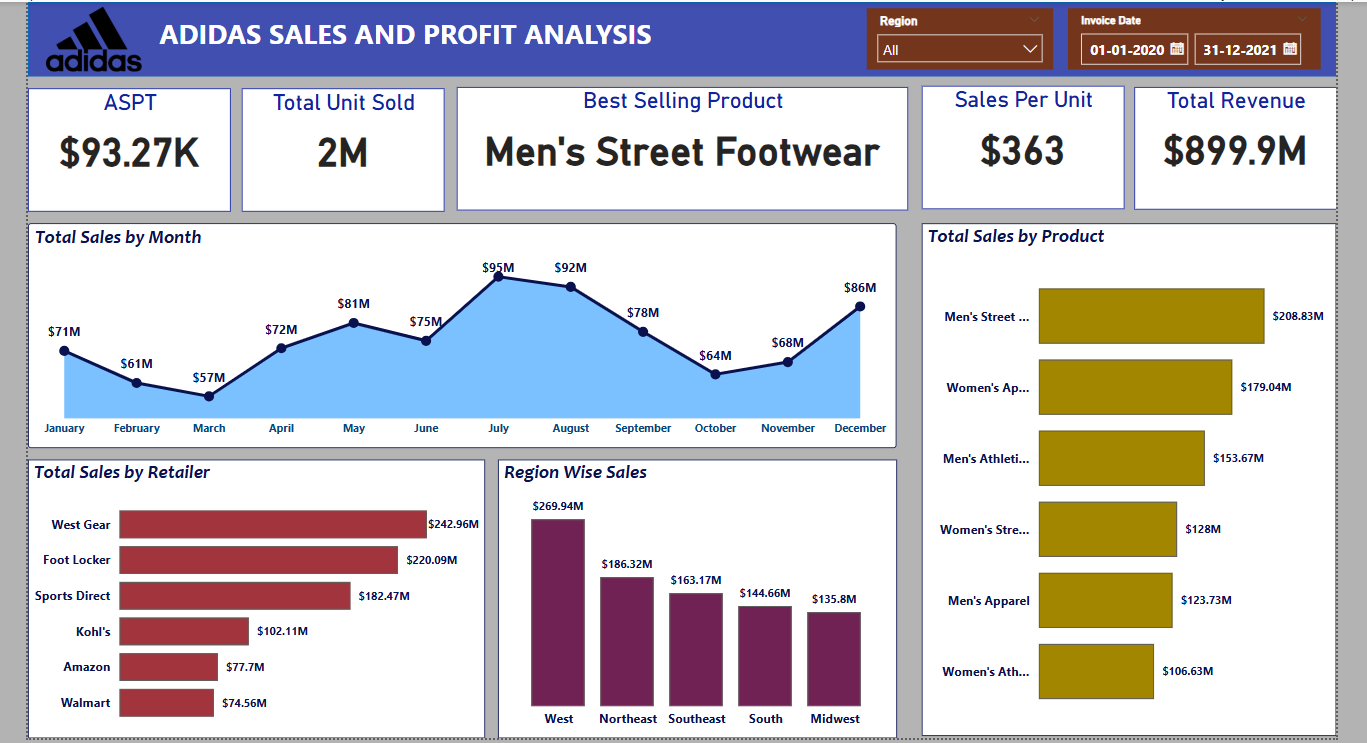 adidas
ADIDAS SALES AND PROFIT ANALYSIS
Region
All
Invoice Date
01-01-2020 31-12-2021
ASPT
$93.27K
Total Unit Sold
2M
Best Selling Product
Men's Street Footwear
Sales Per Unit
$363
Total Revenue
$899.9M
Total Sales by Month
$71M $61M $57M $72M $81M $75M $95M $92M $78M $64M $68M $86M
January February March April May June July August September October November December
Total Sales by Product
Men's Street ... $208.83M
Women's Ap... $179.04M
Men's Athleti... $153.67M
Women's Stre... $128M
Men's Apparel $123.73M
Women's Ath... $106.63M
Total Sales by Retailer
West Gear $242.96M
Foot Locker $220.09M
Sports Direct $182.47M
Kohl's $102.11M
Amazon $77.7M
Walmart $74.56M
Region Wise Sales
$269.94M $186.32M $163.17M $144.66M $135.8M
West Northeast Southeast South Midwest